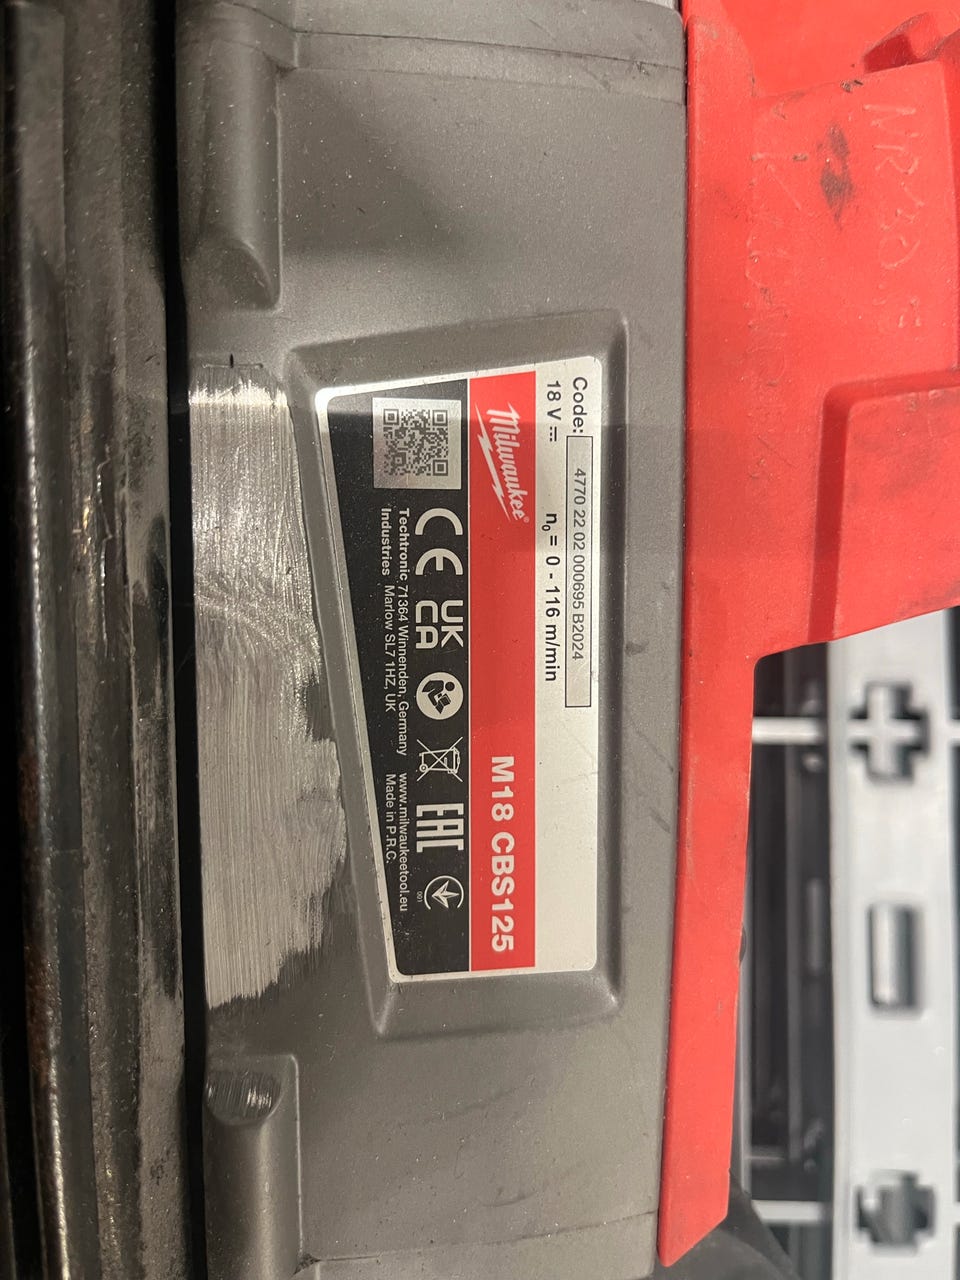 Code: 4770 22 02 000695 B2024
18 V n₀ = 0 - 116 m/min
Milwaukee®
M18 CBS125
CE UK CA EAC
001
Techtronic Industries
71364 Winnenden, Germany
Marlow SL7 1HZ, UK
www.milwaukeetool.eu
Made in P.R.C.